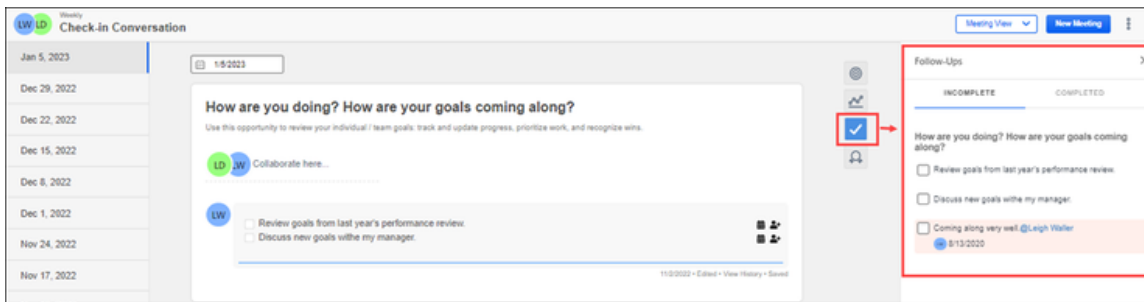 LW LD
Weekly
Check-in Conversation
Meeting View
New Meeting
Jan 5, 2023
Dec 29, 2022
Dec 22, 2022
Dec 15, 2022
Dec 8, 2022
Dec 1, 2022
Nov 24, 2022
Nov 17, 2022
1/5/2023
How are you doing? How are your goals coming along?
Use this opportunity to review your individual / team goals: track and update progress, prioritize work, and recognize wins.
LD LW Collaborate here...
LW
Review goals from last year's performance review.
Discuss new goals withe my manager.
11/2/2022 • Edited • View History • Saved
Follow-Ups
INCOMPLETE COMPLETED
How are you doing? How are your goals coming
along?
Review goals from last year's performance review.
Discuss new goals withe my manager.
Coming along very well.@Leigh Waller
LW 8/13/2020